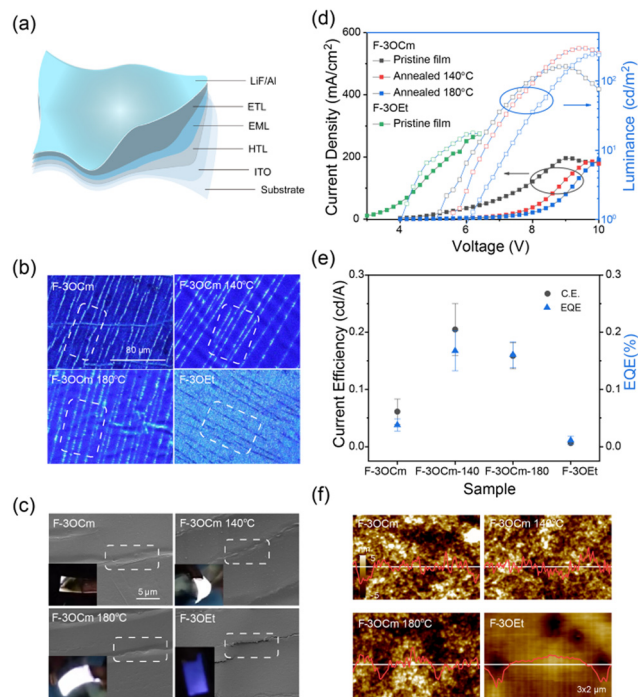 (a)
LiF/Al
ETL
EML
HTL
ITO
Substrate
(b)
F-3OCm
80 μm
F-3OCm 140°C
F-3OCm 180°C
F-3OEt
(c)
F-3OCm
5 μm
F-3OCm 140°C
F-3OCm 180°C
F-3OEt
(d)
Current Density (mA/cm²)
600
400
200
0
F-3OCm
Pristine film
Annealed 140°C
Annealed 180°C
F-3OEt
Pristine film
4
6
8
10
Voltage (V)
Luminance (cd/m²)
10²
10¹
10⁰
(e)
Current Efficiency (cd/A)
0.3
0.2
0.1
0.0
C.E.
EQE
0.3
0.2
0.1
0.0
EQE(%)
F-3OCm
F-3OCm-140
F-3OCm-180
F-3OEt
Sample
(f)
F-3OCm
F-3OCm 140°C
F-3OCm 180°C
F-3OEt
3x2 μm